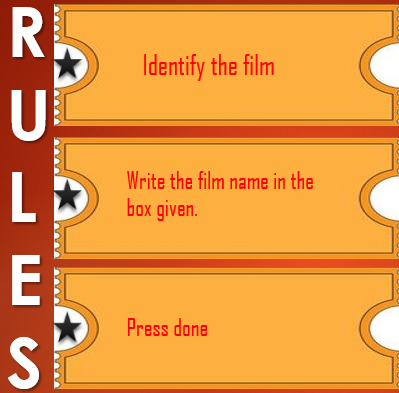 RULES
Identify the film
Write the film name in the
box given.
Press done